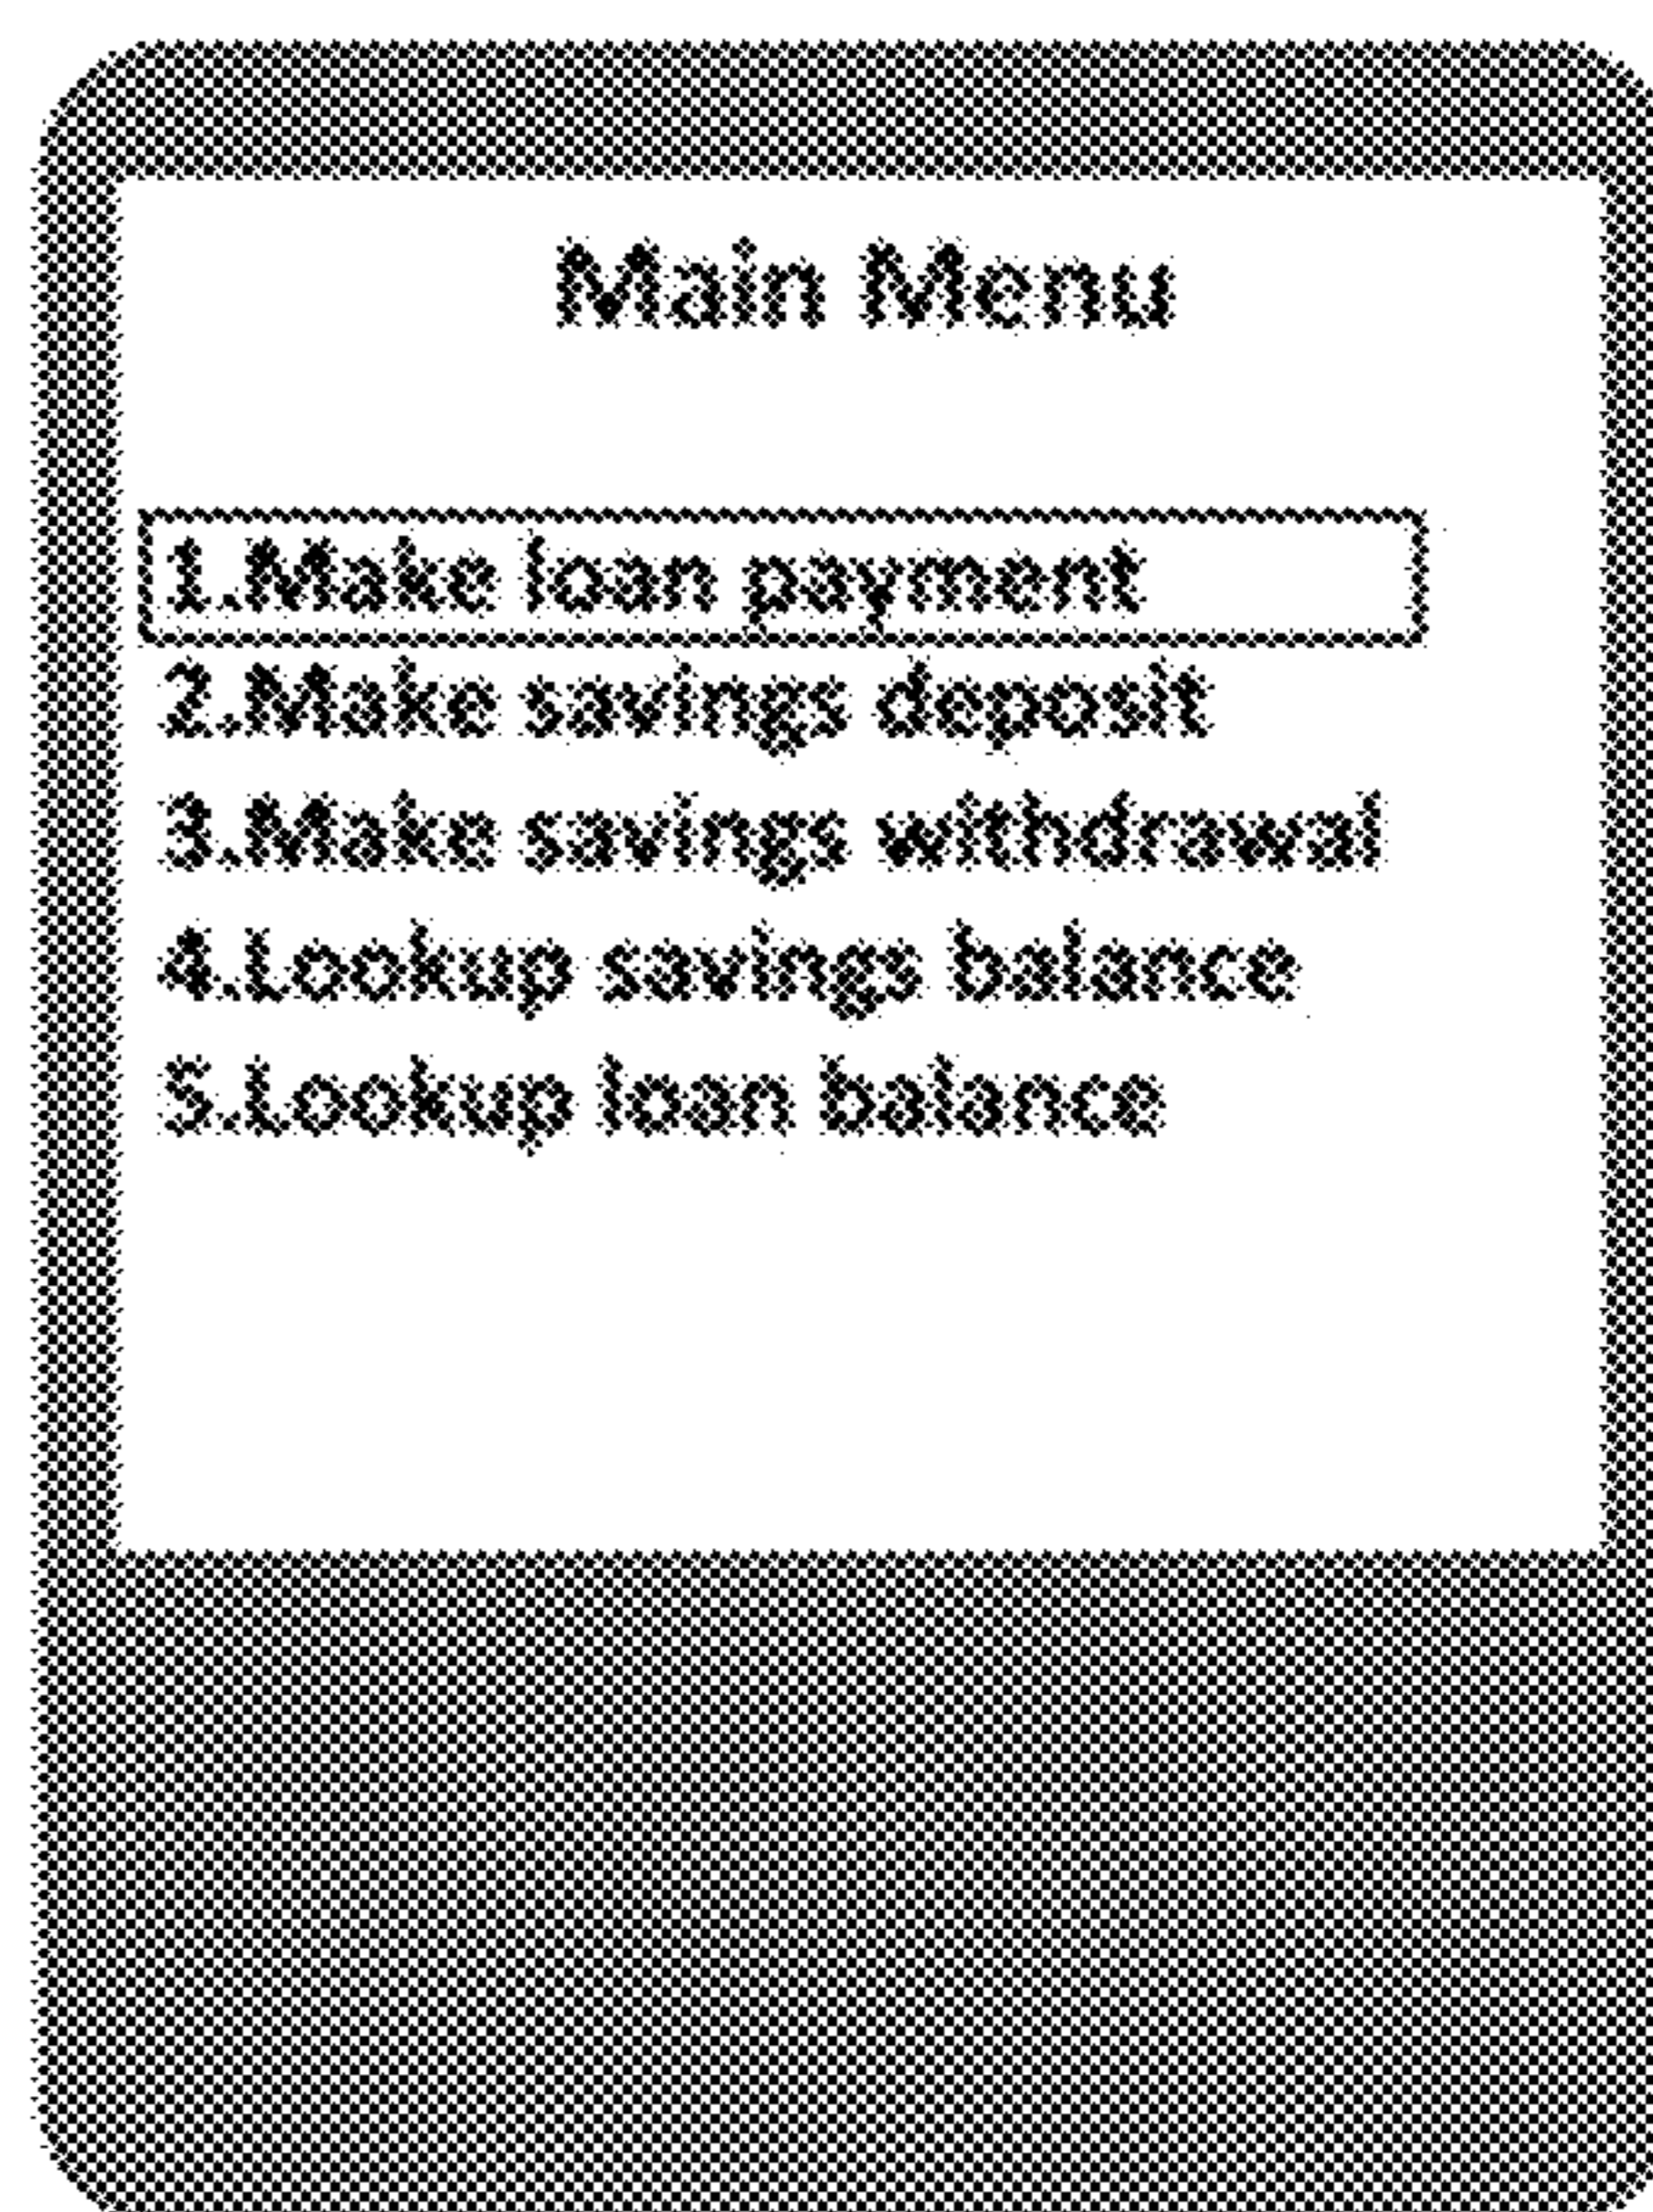 Main Menu
1.Make loan payment
2.Make savings deposit
3.Make savings withdrawal
4.Lookup savings balance
5.Lookup loan balance